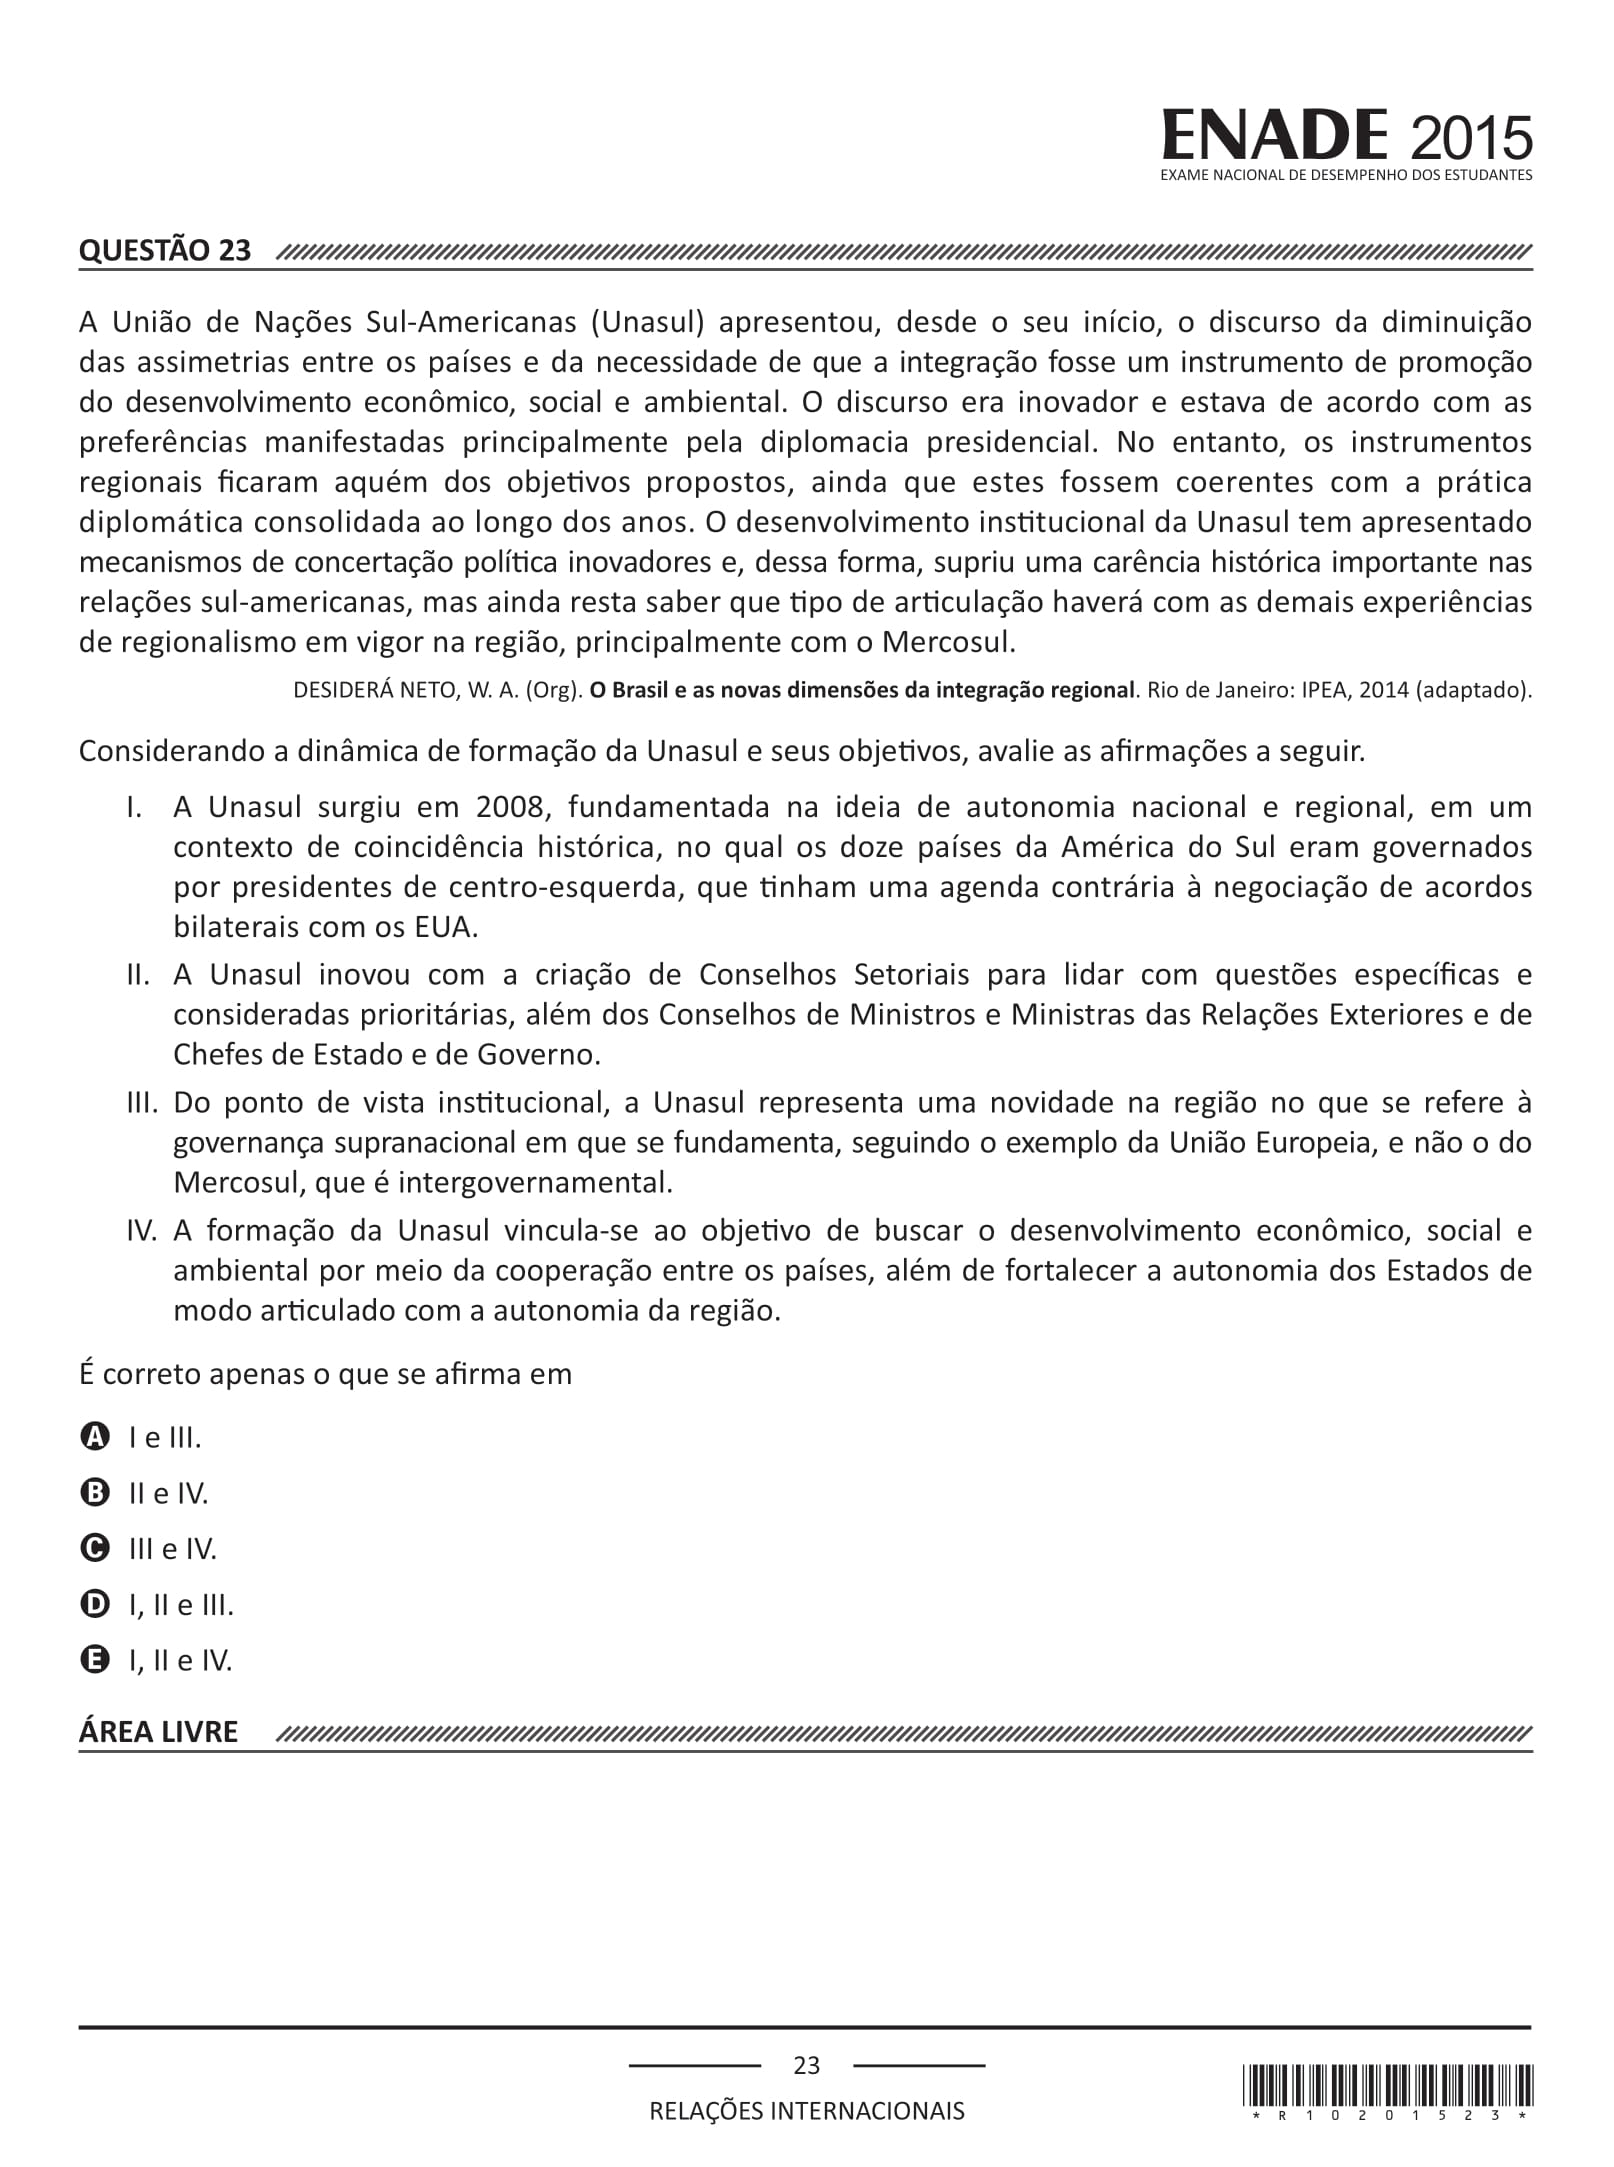 ENADE 2015
EXAME NACIONAL DE DESEMPENHO DOS ESTUDANTES
QUESTÃO 23
A União de Nações Sul-Americanas (Unasul) apresentou, desde o seu início, o discurso da diminuição
das assimetrias entre os países e da necessidade de que a integração fosse um instrumento de promoção
do desenvolvimento econômico, social e ambiental. O discurso era inovador e estava de acordo com as
preferências manifestadas principalmente pela diplomacia presidencial. No entanto, os instrumentos
regionais ficaram aquém dos objetivos propostos, ainda que estes fossem coerentes com a prática
diplomática consolidada ao longo dos anos. O desenvolvimento institucional da Unasul tem apresentado
mecanismos de concertação política inovadores e, dessa forma, supriu uma carência histórica importante nas
relações sul-americanas, mas ainda resta saber que tipo de articulação haverá com as demais experiências
de regionalismo em vigor na região, principalmente com o Mercosul.
DESIDERÁ NETO, W. A. (Org). O Brasil e as novas dimensões da integração regional. Rio de Janeiro: IPEA, 2014 (adaptado).
Considerando a dinâmica de formação da Unasul e seus objetivos, avalie as afirmações a seguir.
I. A Unasul surgiu em 2008, fundamentada na ideia de autonomia nacional e regional, em um
contexto de coincidência histórica, no qual os doze países da América do Sul eram governados
por presidentes de centro-esquerda, que tinham uma agenda contrária à negociação de acordos
bilaterais com os EUA.
II. A Unasul inovou com a criação de Conselhos Setoriais para lidar com questões específicas e
consideradas prioritárias, além dos Conselhos de Ministros e Ministras das Relações Exteriores e de
Chefes de Estado e de Governo.
III. Do ponto de vista institucional, a Unasul representa uma novidade na região no que se refere à
governança supranacional em que se fundamenta, seguindo o exemplo da União Europeia, e não o do
Mercosul, que é intergovernamental.
IV. A formação da Unasul vincula-se ao objetivo de buscar o desenvolvimento econômico, social e
ambiental por meio da cooperação entre os países, além de fortalecer a autonomia dos Estados de
modo articulado com a autonomia da região.
É correto apenas o que se afirma em
A I e III.
B II e IV.
C III e IV.
D I, II e III.
E I, II e IV.
ÁREA LIVRE
23
RELAÇÕES INTERNACIONAIS
* R 1 0 2 0 1 5 2 3 *